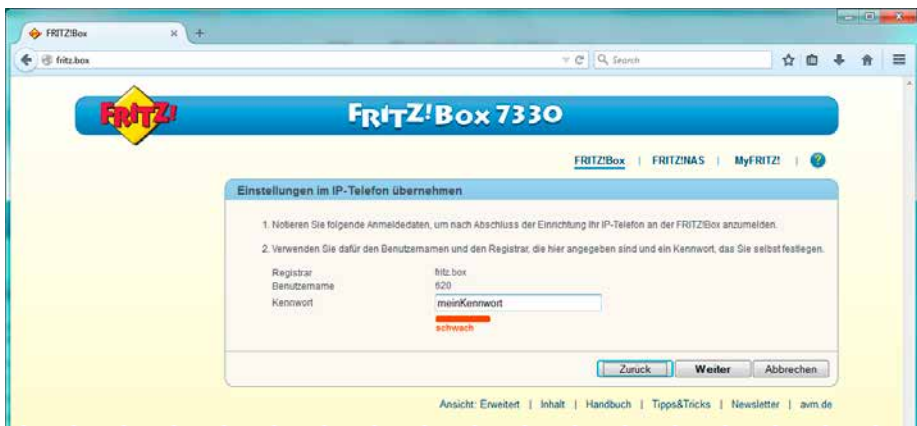 FRITZ!Box
fritz.box
Search
FRITZ!
FRITZ!Box 7330
FRITZ!Box | FRITZ!NAS | MyFRITZ! | ?
Einstellungen im IP-Telefon übernehmen
1. Notieren Sie folgende Anmeldedaten, um nach Abschluss der Einrichtung Ihr IP-Telefon an der FRITZ!Box anzumelden.
2. Verwenden Sie dafür den Benutzernamen und den Registrar, die hier angegeben sind und ein Kennwort, das Sie selbst festlegen.
Registrar fritz.box
Benutzername 620
Kennwort meinKennwort
schwach
Zurück Weiter Abbrechen
Ansicht: Erweitert | Inhalt | Handbuch | Tipps&Tricks | Newsletter | avm.de